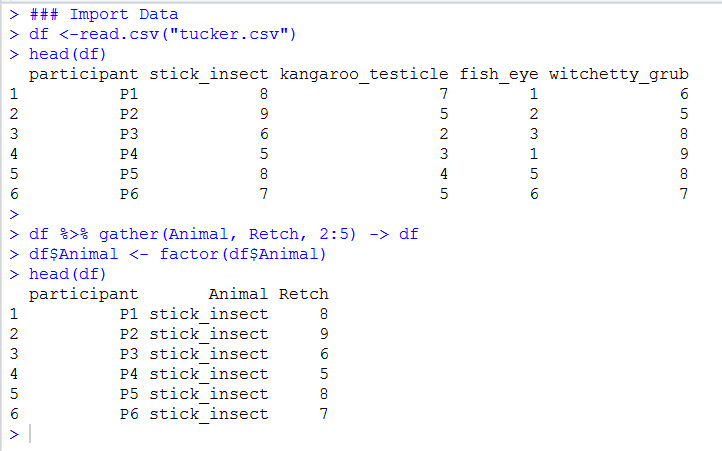 > ### Import Data
> df <-read.csv("tucker.csv")
> head(df)
  participant stick_insect kangaroo_testicle fish_eye witchetty_grub
1          P1            8                 7        1              6
2          P2            9                 5        2              5
3          P3            6                 2        3              8
4          P4            5                 3        1              9
5          P5            8                 4        5              8
6          P6            7                 5        6              7
>
> df %>% gather(Animal, Retch, 2:5) -> df
> df$Animal <- factor(df$Animal)
> head(df)
  participant       Animal Retch
1          P1 stick_insect     8
2          P2 stick_insect     9
3          P3 stick_insect     6
4          P4 stick_insect     5
5          P5 stick_insect     8
6          P6 stick_insect     7
>